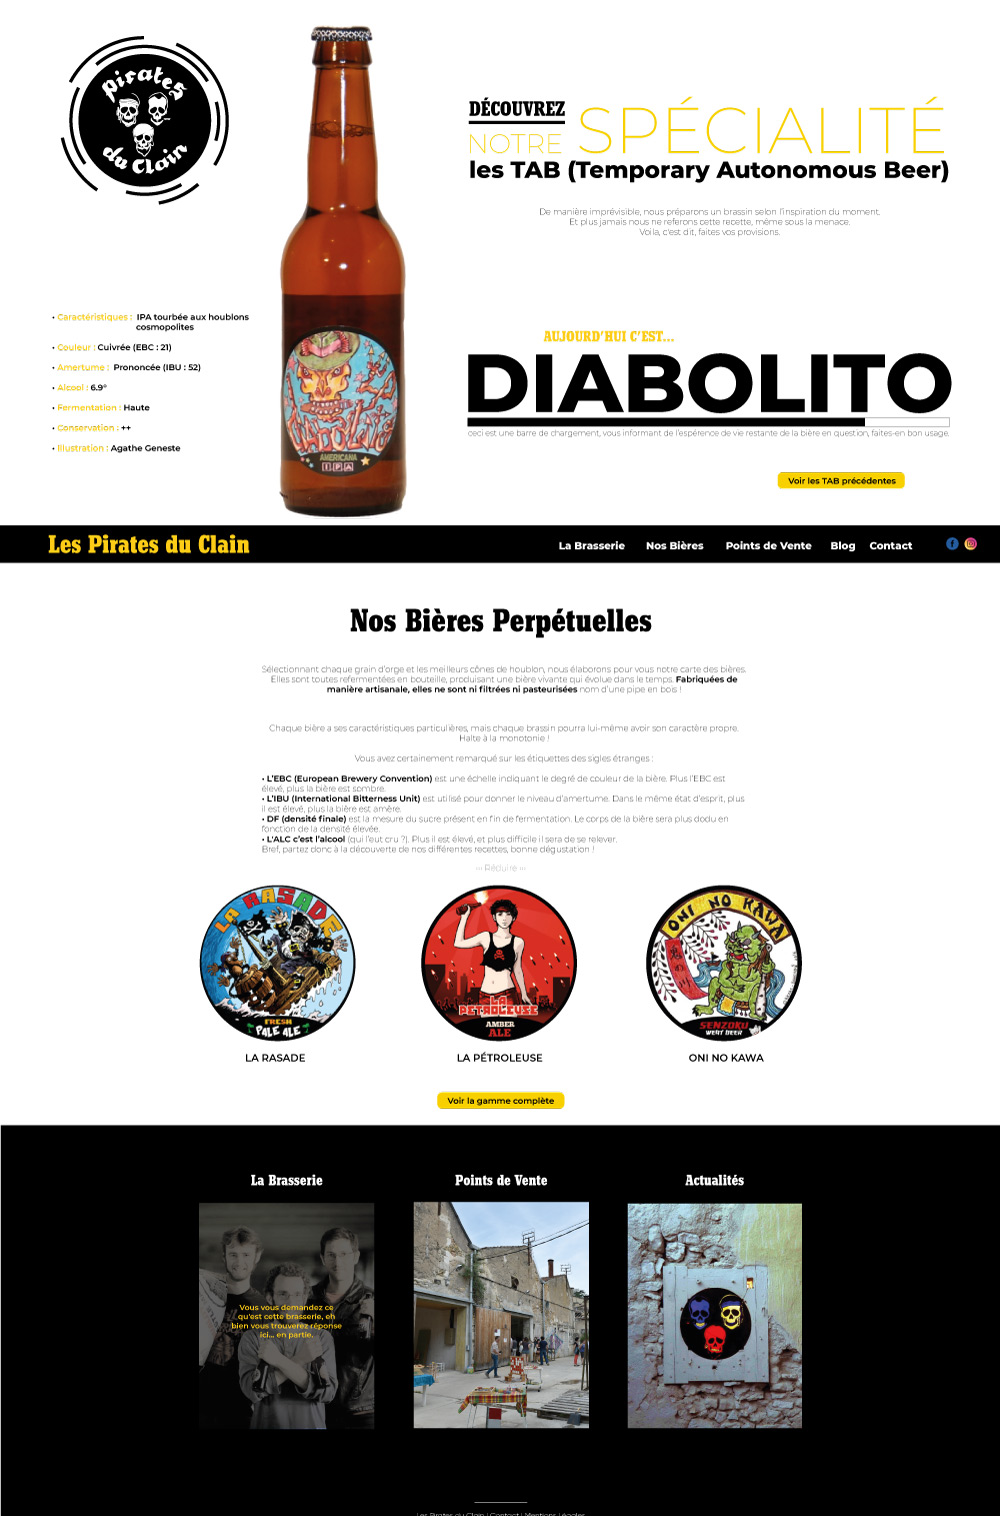 Pirates
du Clain
DÉCOUVREZ
NOTRE SPÉCIALITÉ
les TAB (Temporary Autonomous Beer)
De manière imprévisible, nous préparons un brassin selon l'inspiration du moment.
Et plus jamais nous ne referons cette recette, même sous la menace.
Voila, c'est dit, faites vos provisions.
• Caractéristiques : IPA tourbée aux houblons
cosmopolites
• Couleur : Cuivrée (EBC : 21)
• Amertume : Prononcée (IBU : 52)
• Alcool : 6.9°
• Fermentation : Haute
• Conservation : ++
• Illustration : Agathe Geneste
DIABOLITO
AMERICANA
IPA
AUJOURD'HUI C'EST...
DIABOLITO
ceci est une barre de chargement, vous informant de l'espérence de vie restante de la bière en question, faites-en bon usage.
Voir les TAB précédentes
Les Pirates du Clain
La Brasserie Nos Bières Points de Vente Blog Contact
Nos Bières Perpétuelles
Sélectionnant chaque grain d'orge et les meilleurs cônes de houblon, nous élaborons pour vous notre carte des bières.
Elles sont toutes refermentées en bouteille, produisant une bière vivante qui évolue dans le temps. Fabriquées de
manière artisanale, elles ne sont ni filtrées ni pasteurisées nom d'une pipe en bois !
Chaque bière a ses caractéristiques particulières, mais chaque brassin pourra lui-même avoir son caractère propre.
Halte à la monotonie !
Vous avez certainement remarqué sur les étiquettes des sigles étranges :
• L'EBC (European Brewery Convention) est une échelle indiquant le degré de couleur de la bière. Plus l'EBC est
élevé, plus la bière est sombre.
• L'IBU (International Bitterness Unit) est utilisé pour donner le niveau d'amertume. Dans le même état d'esprit, plus
il est élevé, plus la bière est amère.
• DF (densité finale) est la mesure du sucre présent en fin de fermentation. Le corps de la bière sera plus dodu en
fonction de la densité élevée.
• L'ALC c'est l'alcool (qui l'eut cru ?). Plus il est élevé, et plus difficile il sera de se relever.
Bref, partez donc à la découverte de nos différentes recettes, bonne dégustation !
··· Réduire ···
LA RASADE
FRESH
PALE ALE
LA
PETROLEUSE
AMBER
ALE
ONI NO KAWA
SENZOKU
WERT BEER
LA RASADE
LA PÉTROLEUSE
ONI NO KAWA
Voir la gamme complète
La Brasserie
Points de Vente
Actualités
Vous vous demandez ce
qu'est cette brasserie, eh
bien vous trouverez réponse
ici... en partie.
Les Pirates du Clain | Contact | Mentions Légales